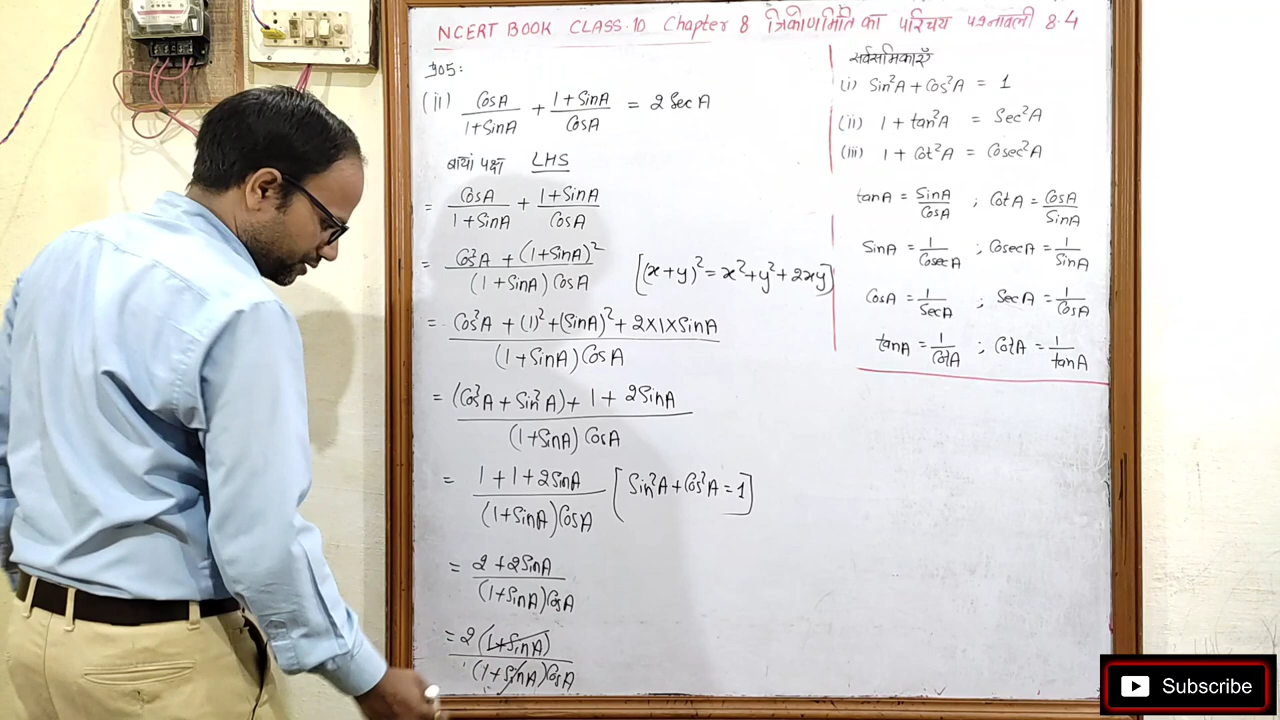 NCERT BOOK CLASS-10 Chapter 8 त्रिकोणमिति का परिचय प्रश्नावली 8.4
प्र05:
(ii) CosA/(1+SinA) + (1+SinA)/CosA = 2 Sec A
बायां पक्ष LHS
= CosA/(1+SinA) + (1+SinA)/CosA
= (Cos²A + (1+SinA)²)/((1+SinA) CosA) [(x+y)² = x²+y²+2xy]
= (Cos²A + (1)² + (SinA)² + 2×1×SinA)/((1+SinA) CosA)
= ((Cos²A + Sin²A) + 1 + 2SinA)/((1+SinA) CosA)
= (1+1+2SinA)/((1+SinA)CosA) [Sin²A+Cos²A = 1]
= (2+2SinA)/((1+SinA)CosA)
= 2(1+SinA)/((1+SinA)CosA)
सर्वसमिकाएँ
(i) Sin²A + Cos²A = 1
(ii) 1 + tan²A = Sec²A
(iii) 1 + Cot²A = Cosec²A
tanA = SinA/CosA ; CotA = CosA/SinA
SinA = 1/CosecA ; CosecA = 1/SinA
CosA = 1/SecA ; SecA = 1/CosA
tanA = 1/CotA ; CotA = 1/tanA
Subscribe